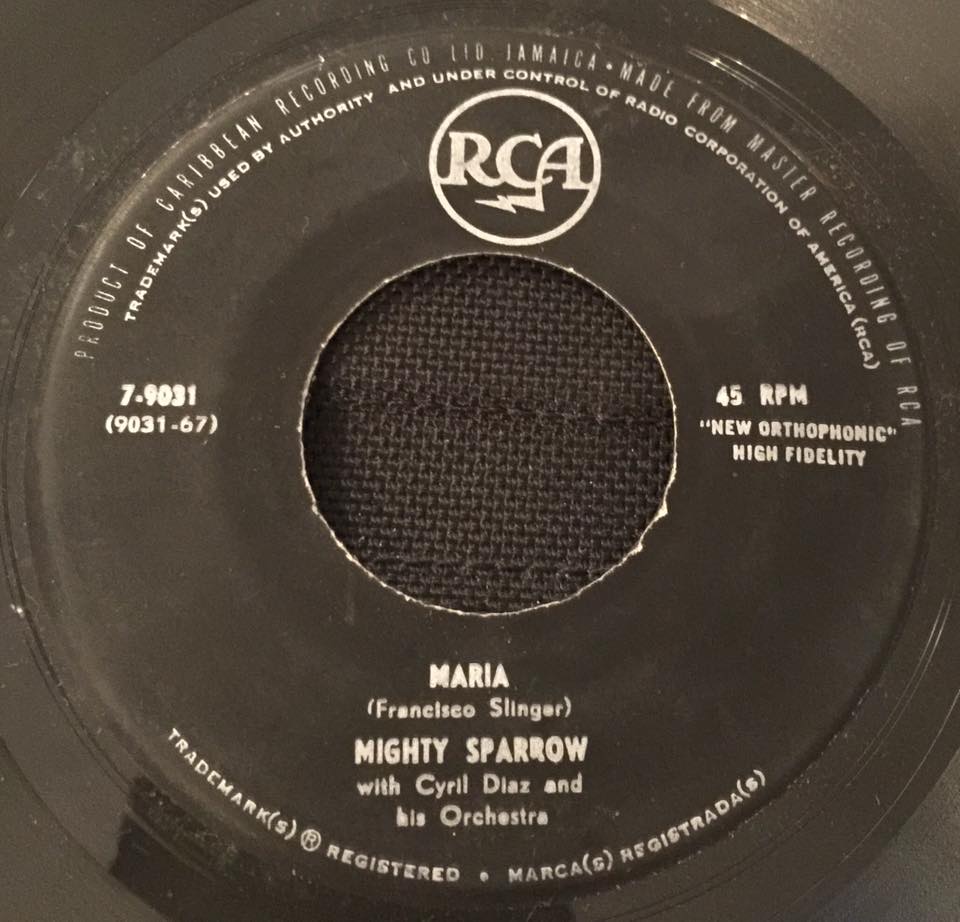 PRODUCT OF CARIBBEAN RECORDING CO LTD. JAMAICA • MADE FROM MASTER RECORDING OF RCA
TRADEMARK(S) USED BY AUTHORITY AND UNDER CONTROL OF RADIO CORPORATION OF AMERICA (RCA)
RCA
7-9031
(9031-67)
45 RPM
"NEW ORTHOPHONIC"
HIGH FIDELITY
MARIA
(Francisco Slinger)
MIGHTY SPARROW
with Cyril Diaz and
his Orchestra
TRADEMARK(S) ® REGISTERED • MARCA(S) REGISTRADA(S)